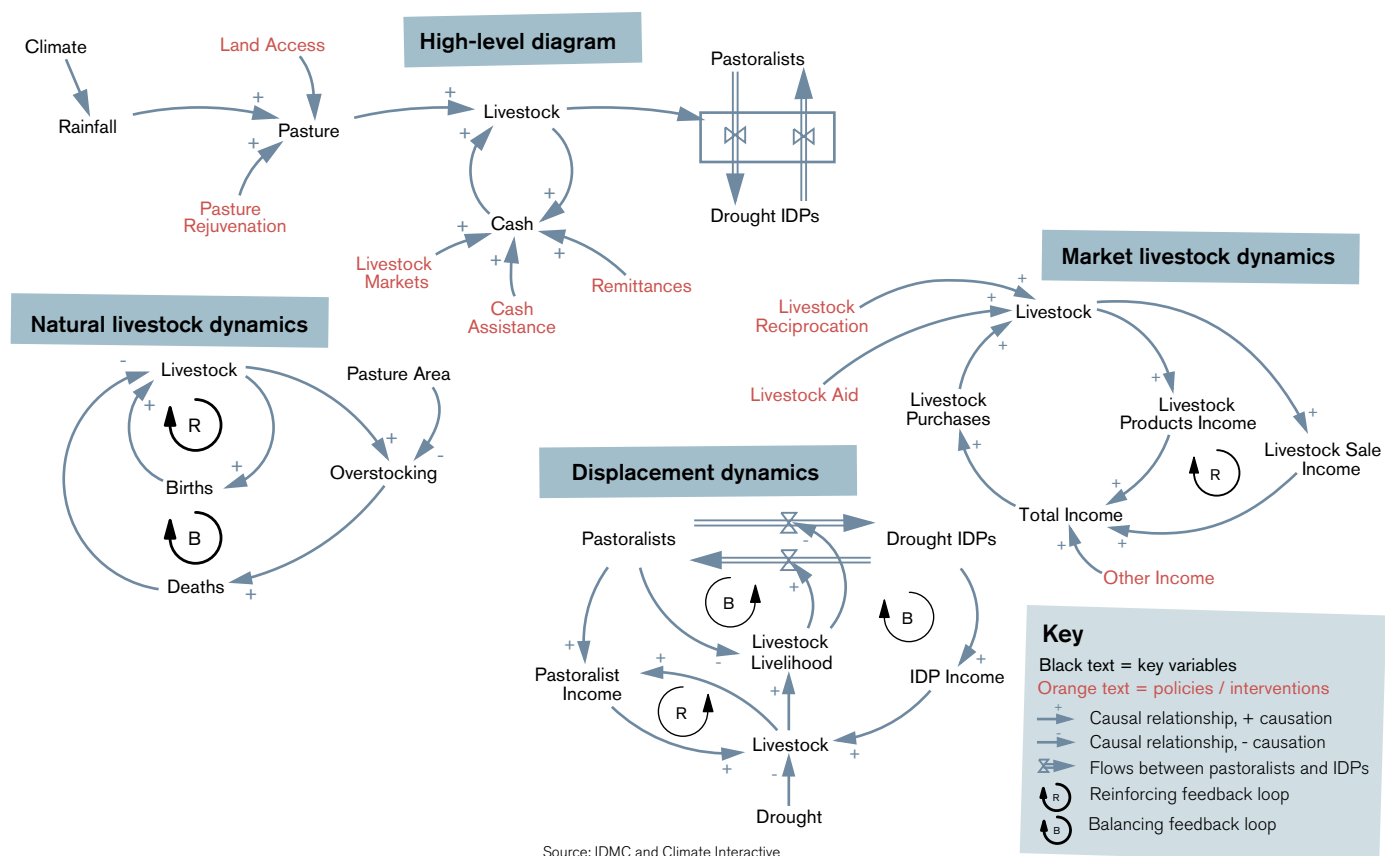 High-level diagram
Climate
Land Access
Pastoralists
Rainfall
+
Pasture
+
+
Livestock
+
+
Pasture
Rejuvenation
Cash
+
+
+
Livestock
Markets
Cash
Assistance
Remittances
Drought IDPs
Natural livestock dynamics
-
Livestock
Pasture Area
+
R
+
+
-
Births
Overstocking
B
Deaths
+
Market livestock dynamics
Livestock
Reciprocation
+
+
Livestock
Livestock Aid
+
Livestock
Purchases
+
Livestock
Products Income
+
Livestock Sale
Income
+
R
+
Total Income
+
+
Other Income
Displacement dynamics
Pastoralists
Drought IDPs
-
+
B
B
+
-
Livestock
Livelihood
+
Pastoralist
Income
+
IDP Income
R
+
Livestock
+
+
-
Drought
Key
Black text = key variables
Orange text = policies / interventions
+
Causal relationship, + causation
-
Causal relationship, - causation
Flows between pastoralists and IDPs
R
Reinforcing feedback loop
B
Balancing feedback loop
Source: IDMC and Climate Interactive